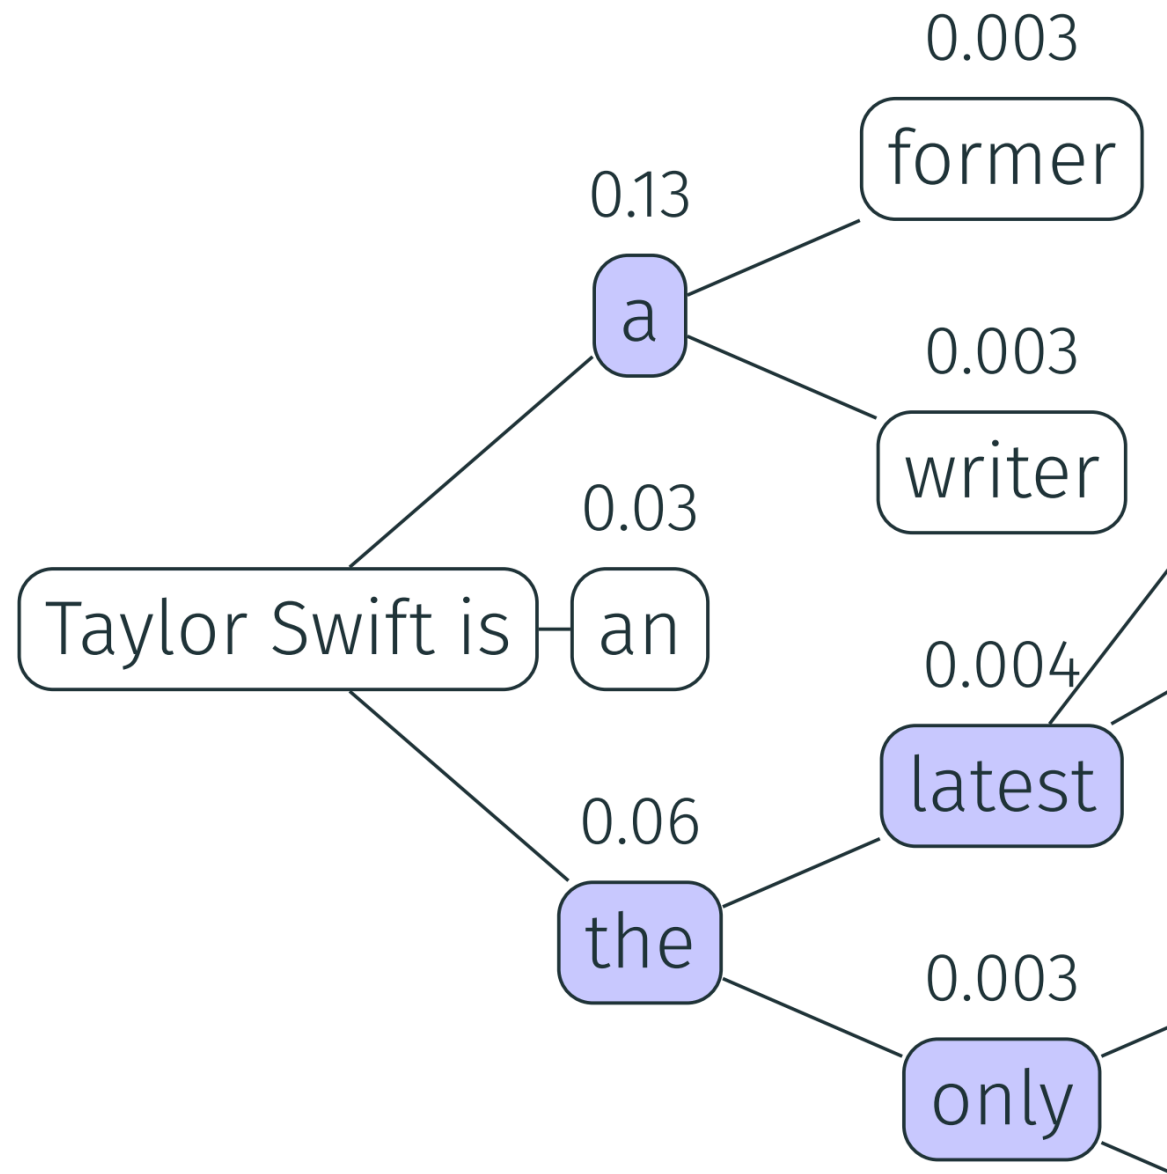 0.003
former
0.13
a
0.003
writer
0.03
Taylor Swift is
an
0.004
latest
0.06
the
0.003
only